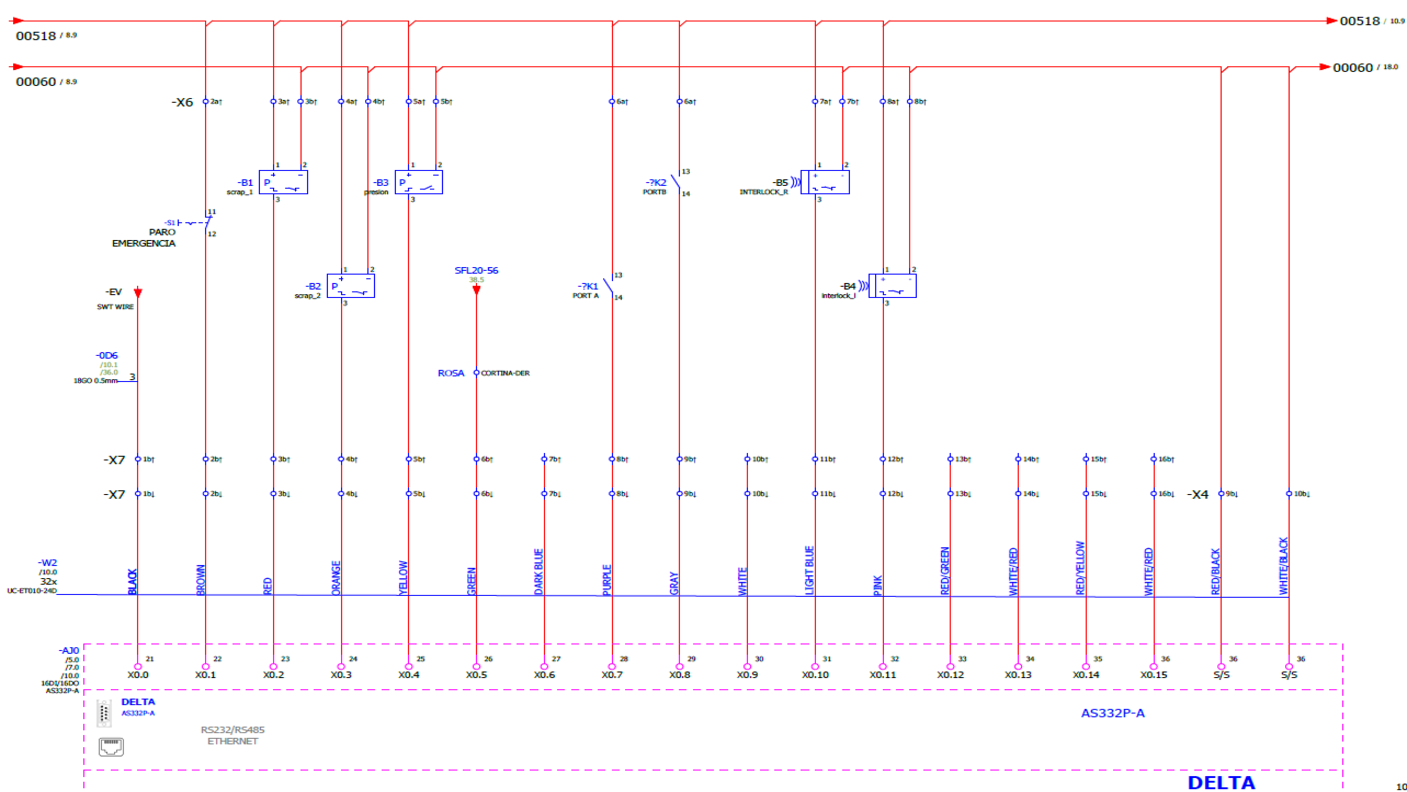 00518 / 8.9
00518 / 10.9
00060 / 8.9
00060 / 18.0
-X6 2a↑ 3a↑ 3b↑ 4a↑ 4b↑ 5a↑ 5b↑ 6a↑ 6a↑ 7a↑ 7b↑ 8a↑ 8b↑
1 2 1 2 13 1 2
-B1 P + - -B3 P + - -?K2 -B5 + -
scrap_1 presion PORTB 14 INTERLOCK_R
3 3 3
11
-S1
PARO 12
EMERGENCIA
1 2 SFL20-56 13 1 2
38.5
-B2 P + - -?K1 -B4 + -
scrap_2 PORT A 14 interlock_i
3 3
-EV
SWT WIRE
-0D6
/10.1
/36.0
18GO 0.5mm 3
ROSA CORTINA-DER
-X7 1b↑ 2b↑ 3b↑ 4b↑ 5b↑ 6b↑ 7b↑ 8b↑ 9b↑ 10b↑ 11b↑ 12b↑ 13b↑ 14b↑ 15b↑ 16b↑
-X7 1b↓ 2b↓ 3b↓ 4b↓ 5b↓ 6b↓ 7b↓ 8b↓ 9b↓ 10b↓ 11b↓ 12b↓ 13b↓ 14b↓ 15b↓ 16b↓ -X4 9b↓ 10b↓
-W2
/10.0
32x
UC-ET010-24D
BLACK
BROWN
RED
ORANGE
YELLOW
GREEN
DARK BLUE
PURPLE
GRAY
WHITE
LIGHT BLUE
PINK
RED/GREEN
WHITE/RED
RED/YELLOW
WHITE/RED
RED/BLACK
WHITE/BLACK
-AJ0
/5.0
/7.0
/10.0
16DI/16DO
AS332P-A
21 22 23 24 25 26 27 28 29 30 31 32 33 34 35 36 36 36
X0.0 X0.1 X0.2 X0.3 X0.4 X0.5 X0.6 X0.7 X0.8 X0.9 X0.10 X0.11 X0.12 X0.13 X0.14 X0.15 S/S S/S
DELTA
AS332P-A
AS332P-A
RS232/RS485
ETHERNET
DELTA
10